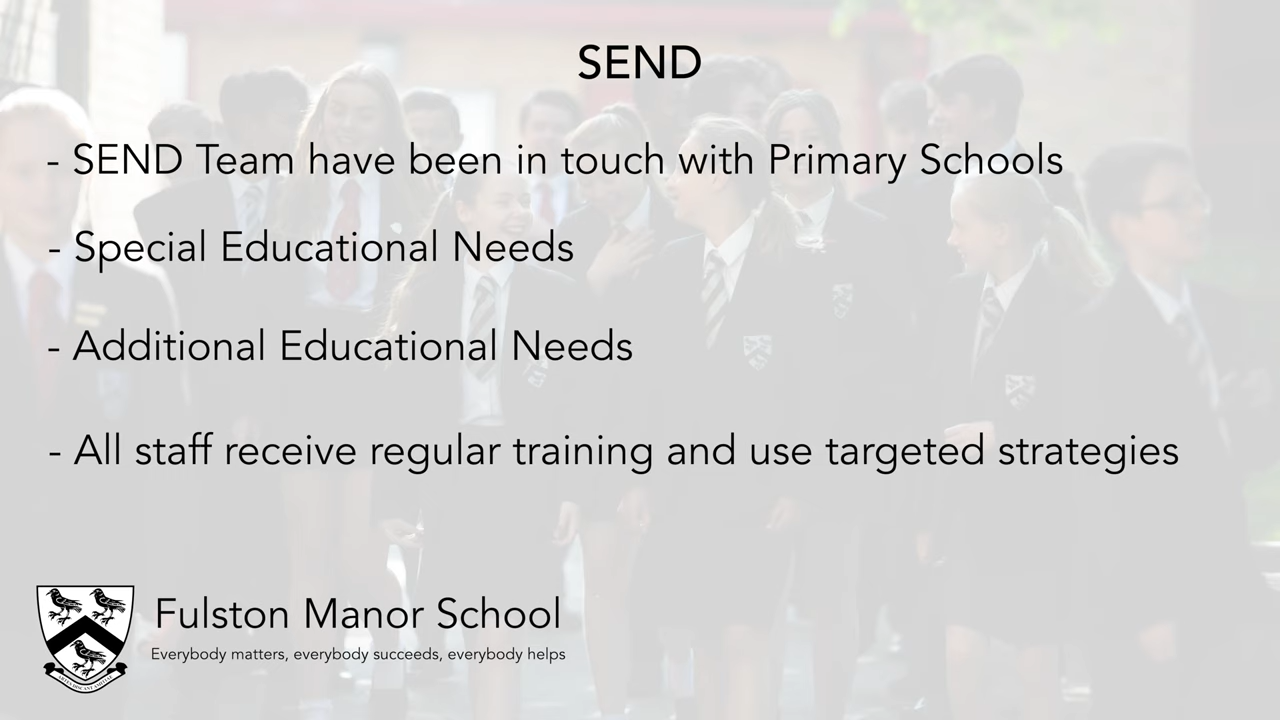 SEND
- SEND Team have been in touch with Primary Schools
- Special Educational Needs
- Additional Educational Needs
- All staff receive regular training and use targeted strategies
Fulston Manor School
Everybody matters, everybody succeeds, everybody helps